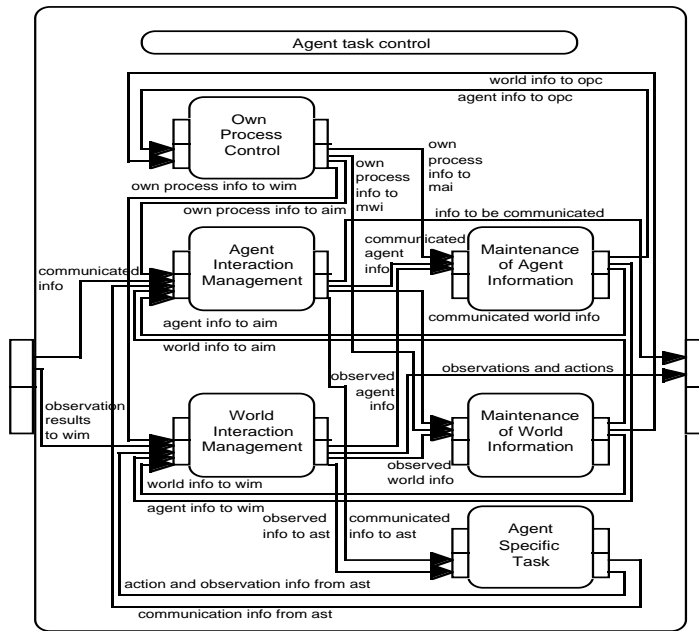 Agent task control
world info to opc
agent info to opc
Own
Process
Control
own
process
info to
mai
own
process
info to
mwi
own process info to wim
own process info to aim
info to be communicated
communicated
agent
info
Agent
Interaction
Management
Maintenance
of Agent
Information
communicated
info
agent info to aim
communicated world info
world info to aim
observed
agent
info
observations and actions
observation
results
to wim
World
Interaction
Management
Maintenance
of World
Information
observed
world info
world info to wim
agent info to wim
observed
info to ast
communicated
info to ast
Agent
Specific
Task
action and observation info from ast
communication info from ast